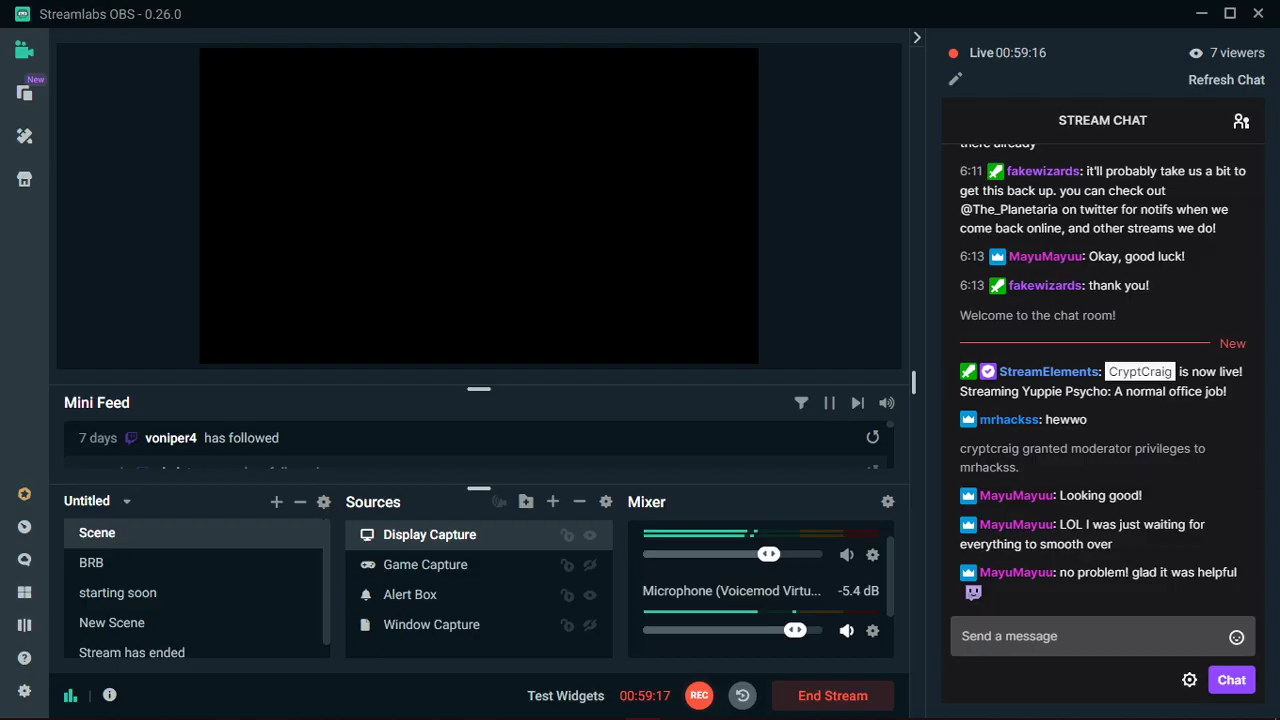 Streamlabs OBS - 0.26.0
New
Live 00:59:16
7 viewers
Refresh Chat
STREAM CHAT
there already
6:11 fakewizards: it'll probably take us a bit to
get this back up. you can check out
@The_Planetaria on twitter for notifs when we
come back online, and other streams we do!
6:13 MayuMayuu: Okay, good luck!
6:13 fakewizards: thank you!
Welcome to the chat room!
New
StreamElements: CryptCraig is now live!
Streaming Yuppie Psycho: A normal office job!
mrhackss: hewwo
cryptcraig granted moderator privileges to
mrhackss.
MayuMayuu: Looking good!
MayuMayuu: LOL I was just waiting for
everything to smooth over
MayuMayuu: no problem! glad it was helpful
Send a message
Chat
Mini Feed
7 days voniper4 has followed
Untitled
Scene
BRB
starting soon
New Scene
Stream has ended
Sources
Display Capture
Game Capture
Alert Box
Window Capture
Mixer
Microphone (Voicemod Virtu... -5.4 dB
Test Widgets
00:59:17
REC
End Stream